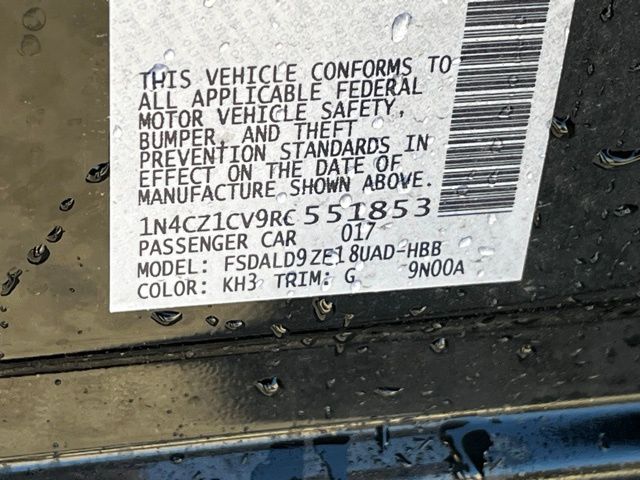 THIS VEHICLE CONFORMS TO
ALL APPLICABLE FEDERAL
MOTOR VEHICLE SAFETY,
BUMPER, AND THEFT
PREVENTION STANDARDS IN
EFFECT ON THE DATE OF
MANUFACTURE SHOWN ABOVE.
1N4CZ1CV9RC551853
PASSENGER CAR 017
MODEL: FSDALD9ZE18UAD-HBB
COLOR: KH3 TRIM: G 9N00A